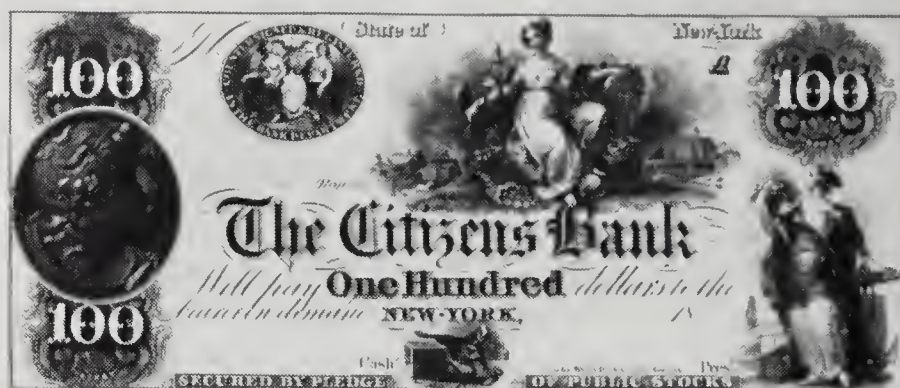 100
State of New-York
A
100
The Citizens Bank
Will pay One Hundred dollars to the
bearer on demand NEW-YORK, 18
100
Cash.r Pres
SECURED BY PLEDGE OF PUBLIC STOCKS